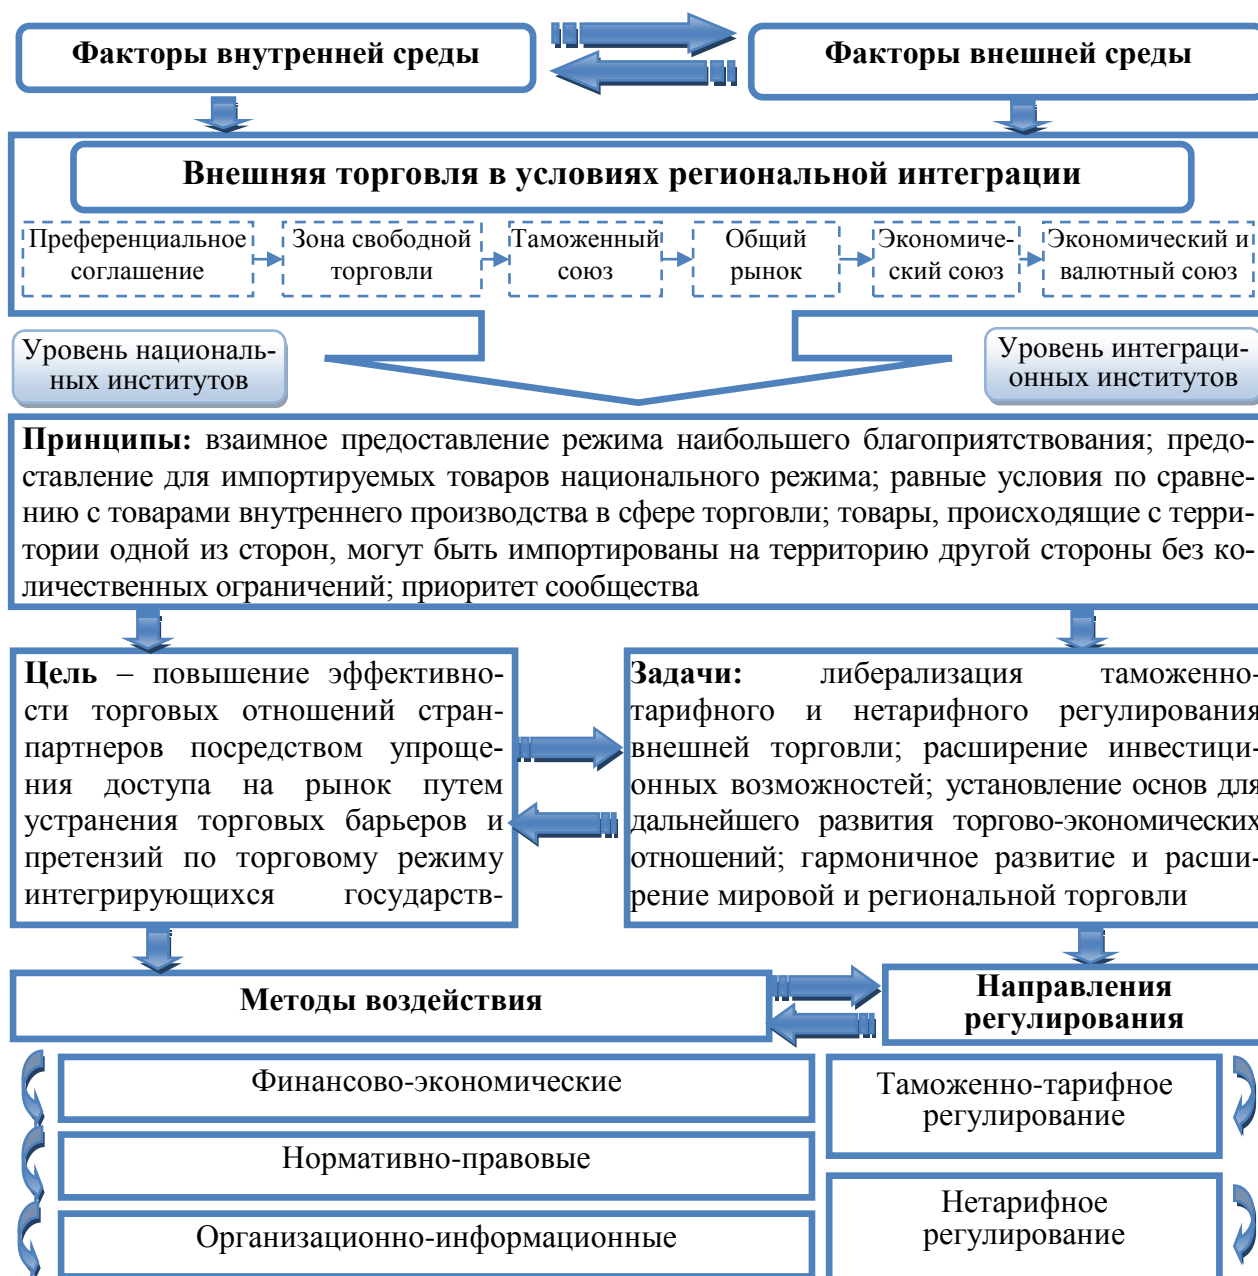 Факторы внутренней среды
Факторы внешней среды
Внешняя торговля в условиях региональной интеграции
Преференциальное
соглашение
Зона свободной
торговли
Таможенный
союз
Общий
рынок
Экономиче-
ский союз
Экономический и
валютный союз
Уровень националь-
ных институтов
Уровень интеграци-
онных институтов
Принципы: взаимное предоставление режима наибольшего благоприятствования; предо-
ставление для импортируемых товаров национального режима; равные условия по сравне-
нию с товарами внутреннего производства в сфере торговли; товары, происходящие с терри-
тории одной из сторон, могут быть импортированы на территорию другой стороны без ко-
личественных ограничений; приоритет сообщества
Цель – повышение эффективно-
сти торговых отношений стран-
партнеров посредством упроще-
ния доступа на рынок путем
устранения торговых барьеров и
претензий по торговому режиму
интегрирующихся государств-
Задачи: либерализация таможенно-
тарифного и нетарифного регулирования
внешней торговли; расширение инвестици-
онных возможностей; установление основ для
дальнейшего развития торгово-экономических
отношений; гармоничное развитие и расши-
рение мировой и региональной торговли
Методы воздействия
Направления
регулирования
Финансово-экономические
Нормативно-правовые
Организационно-информационные
Таможенно-тарифное
регулирование
Нетарифное
регулирование